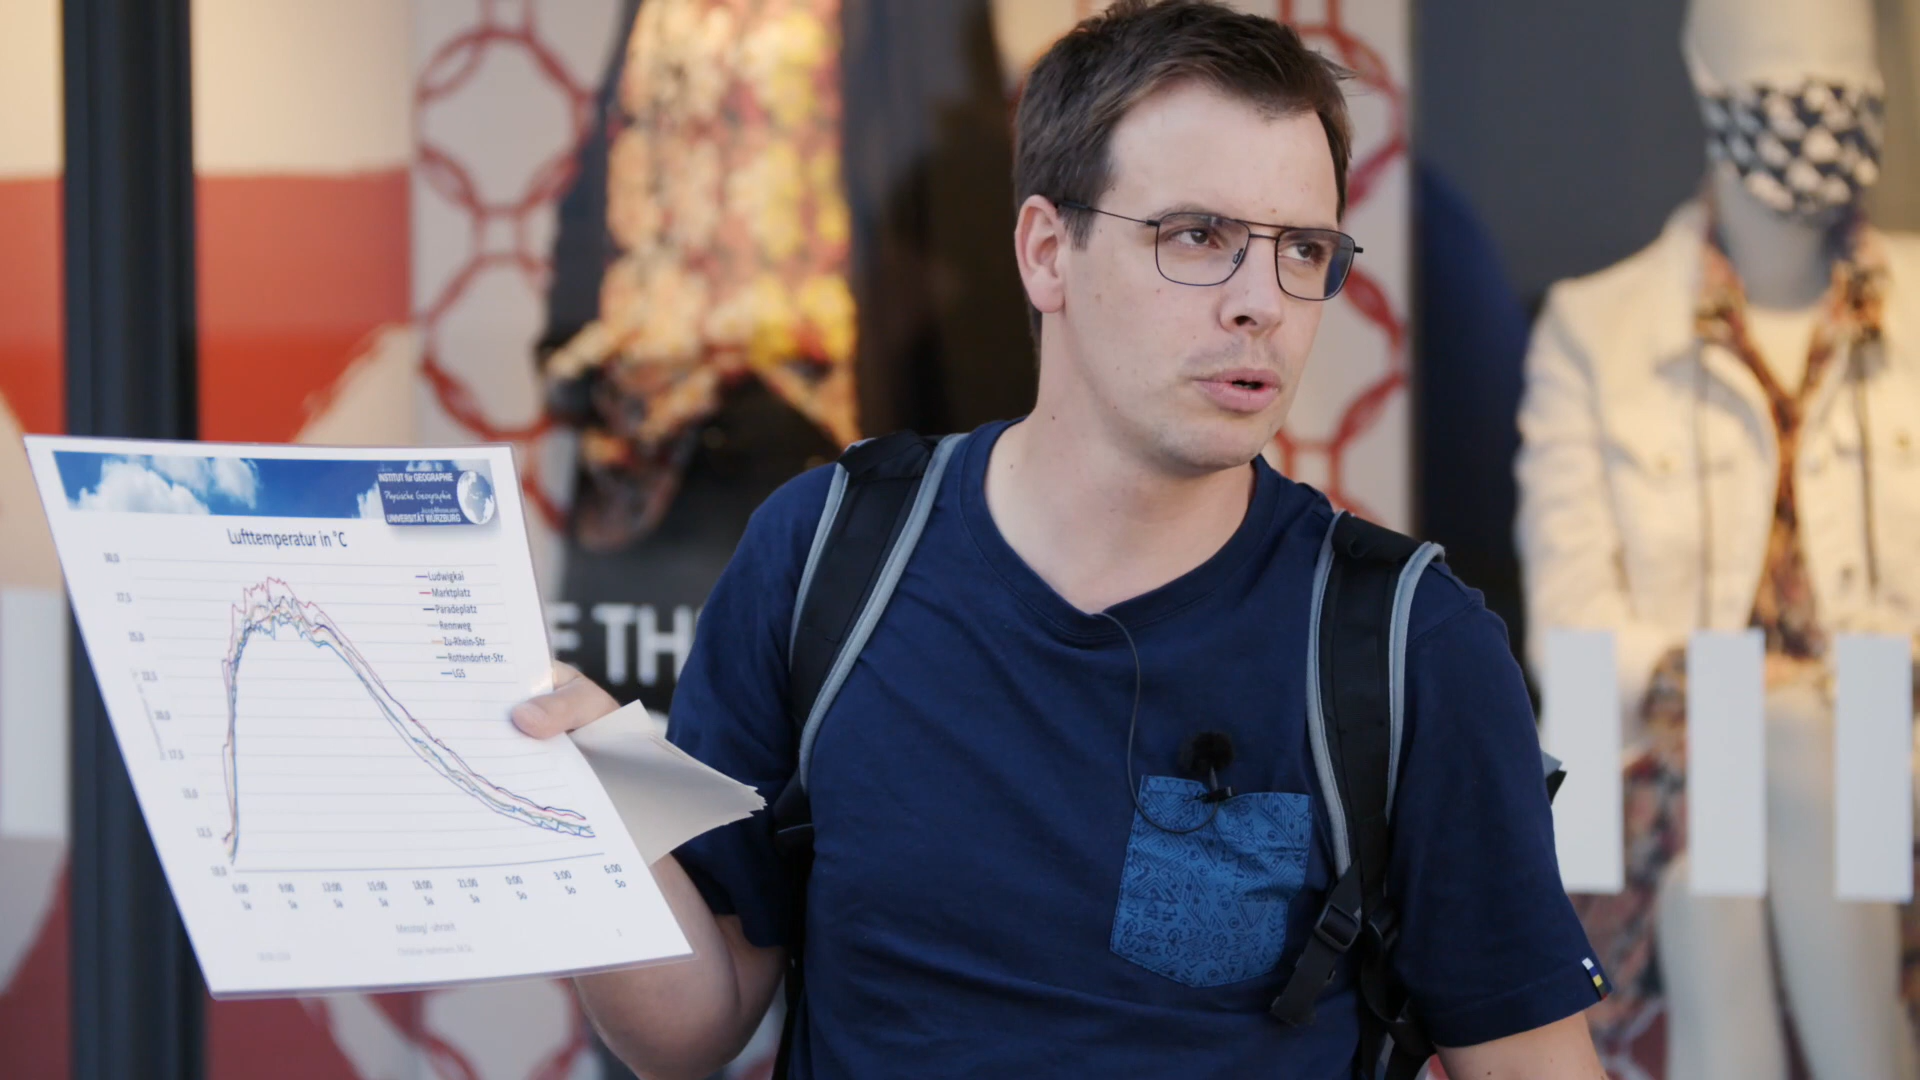 INSTITUT für GEOGRAPHIE
Physische Geographie
UNIVERSITÄT WÜRZBURG
Lufttemperatur in °C
30,0
27,5
25,0
22,5
20,0
17,5
15,0
12,5
10,0
Ludwigkai
Marktplatz
Paradeplatz
Rennweg
Zu-Rhein-Str.
Rottendorfer-Str.
LGS
6:00 9:00 12:00 15:00 18:00 21:00 0:00 3:00 6:00
Sa Sa Sa Sa Sa Sa So So So
E TH